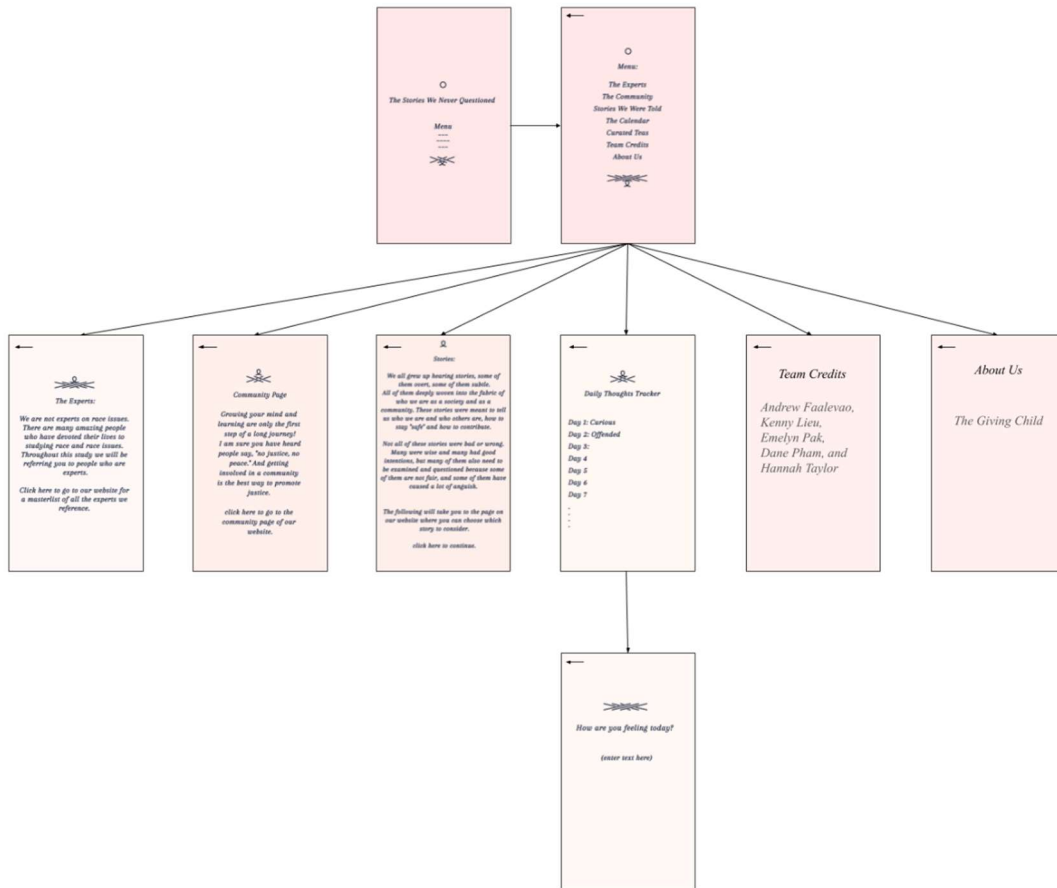 The Stories We Never Questioned
Menu
Menu:
The Experts
The Community
Stories We Were Told
The Calendar
Curated Teas
Team Credits
About Us
The Experts:
We are not experts on race issues.
There are many amazing people
who have devoted their lives to
studying race and race issues.
Throughout this study we will be
referring you to people who are
experts.
Click here to go to our website for
a masterlist of all the experts we
reference.
Community Page
Growing your mind and
learning are only the first
step of a long journey!
I am sure you have heard
people say, "no justice, no
peace." And getting
involved in a community
is the best way to promote
justice.
click here to go to the
community page of our
website.
Stories:
We all grew up hearing stories, some of
them overt, some of them subtle.
All of them deeply woven into the fabric of
who we are as a society and as a
community. These stories were meant to tell
us who we are and who others are, how to
stay "safe" and how to contribute.
Not all of these stories were bad or wrong.
Many were wise and many had good
intentions, but many of them also need to
be examined and questioned because some
of them are not fair, and some of them have
caused a lot of anguish.
The following will take you to the page on
our website where you can choose which
story to consider.
click here to continue.
Daily Thoughts Tracker
Day 1: Curious
Day 2: Offended
Day 3:
Day 4
Day 5
Day 6
Day 7
Team Credits
Andrew Faalevao,
Kenny Lieu,
Emelyn Pak,
Dane Pham, and
Hannah Taylor
About Us
The Giving Child
How are you feeling today?
(enter text here)